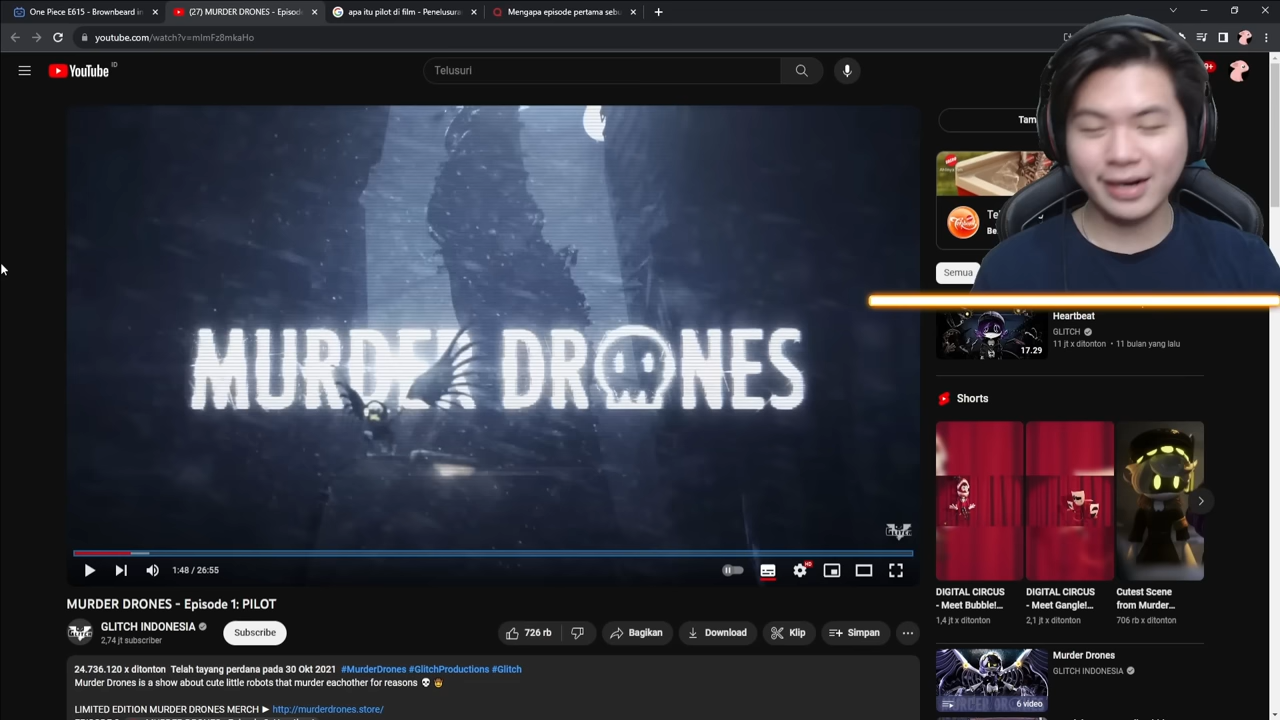 One Piece E615 - Brownbeard in
(27) MURDER DRONES - Episode
apa itu pilot di film - Penelusura
Mengapa episode pertama sebu
youtube.com/watch?v=mImFz8mkaHo
YouTube ID
Telusuri
9+
MURDER DRONES
GLITCH
1:48 / 26:55
HD
MURDER DRONES - Episode 1: PILOT
GLITCH INDONESIA
2,74 jt subscriber
Subscribe
726 rb
Bagikan
Download
Klip
Simpan
24.736.120 x ditonton Telah tayang perdana pada 30 Okt 2021 #MurderDrones #GlitchProductions #Glitch
Murder Drones is a show about cute little robots that murder eachother for reasons
LIMITED EDITION MURDER DRONES MERCH ► http://murderdrones.store/
Tam
Semua
Heartbeat
GLITCH
11 jt x ditonton • 11 bulan yang lalu
17.29
Shorts
DIGITAL CIRCUS
- Meet Bubble!...
1,4 jt x ditonton
DIGITAL CIRCUS
- Meet Gangle!...
2,1 jt x ditonton
Cutest Scene
from Murder...
706 rb x ditonton
Murder Drones
GLITCH INDONESIA
6 video